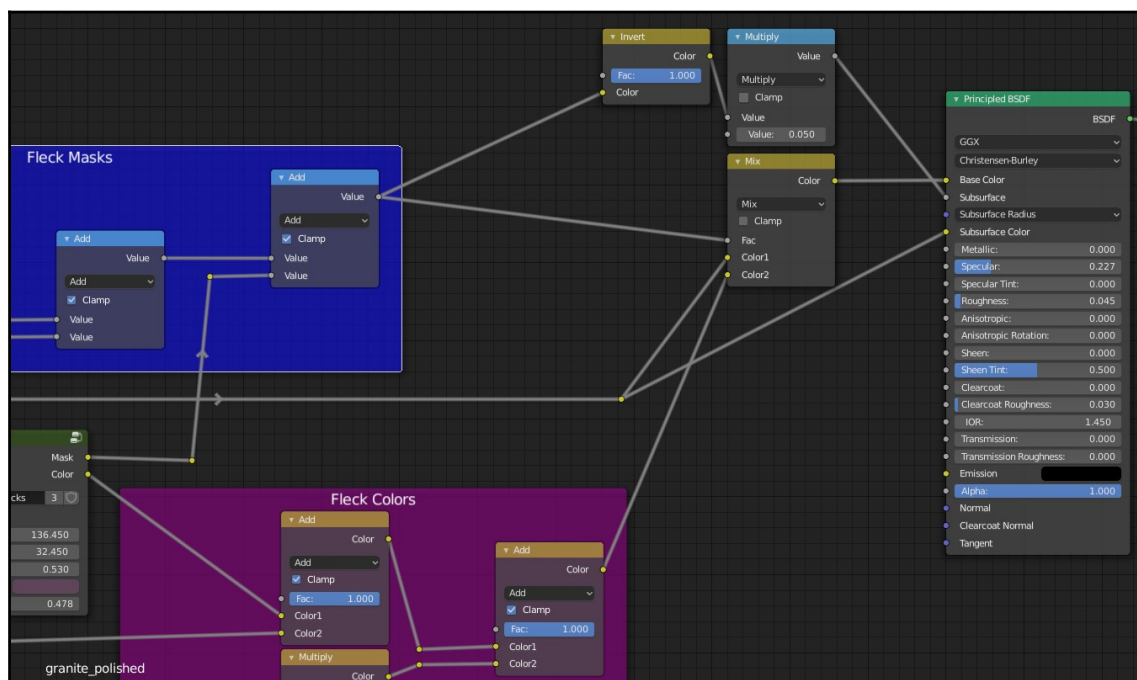 Invert
Color
Fac: 1.000
Color
Multiply
Value
Multiply
Clamp
Value
Value: 0.050
Principled BSDF
BSDF
GGX
Christensen-Burley
Base Color
Subsurface
Subsurface Radius
Subsurface Color
Metallic: 0.000
Specular: 0.227
Specular Tint: 0.000
Roughness: 0.045
Anisotropic: 0.000
Anisotropic Rotation: 0.000
Sheen: 0.000
Sheen Tint: 0.500
Clearcoat: 0.000
Clearcoat Roughness: 0.030
IOR: 1.450
Transmission: 0.000
Transmission Roughness: 0.000
Emission
Alpha: 1.000
Normal
Clearcoat Normal
Tangent
Mix
Color
Mix
Clamp
Fac
Color1
Color2
Fleck Masks
Add
Value
Add
Clamp
Value
Value
Add
Value
Add
Clamp
Value
Value
Mask
Color
cks 3
136.450
32.450
0.530
0.478
Fleck Colors
Add
Color
Add
Clamp
Fac: 1.000
Color1
Color2
Multiply
Color
Add
Color
Add
Clamp
Fac: 1.000
Color1
Color2
granite_polished